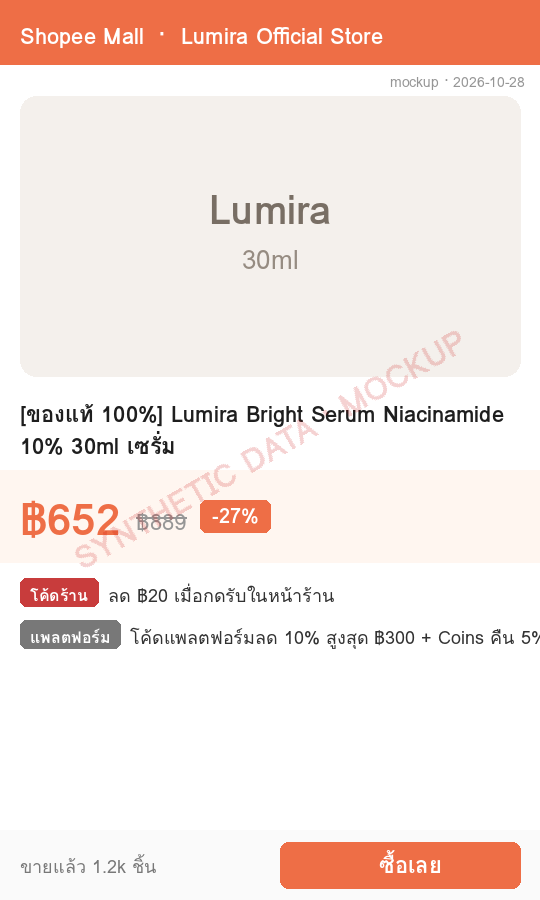 Shopee Mall · Lumira Official Store
mockup · 2026-10-28
Lumira
30ml
SYNTHETIC DATA MOCKUP
[ของแท้ 100%] Lumira Bright Serum Niacinamide
10% 30ml เซรั่ม
฿652 ฿889 -27%
โค้ดร้าน ลด ฿20 เมื่อกดรับในหน้าร้าน
แพลตฟอร์ม โค้ดแพลตฟอร์มลด 10% สูงสุด ฿300 + Coins คืน 5%
ขายแล้ว 1.2k ชิ้น
ซื้อเลย